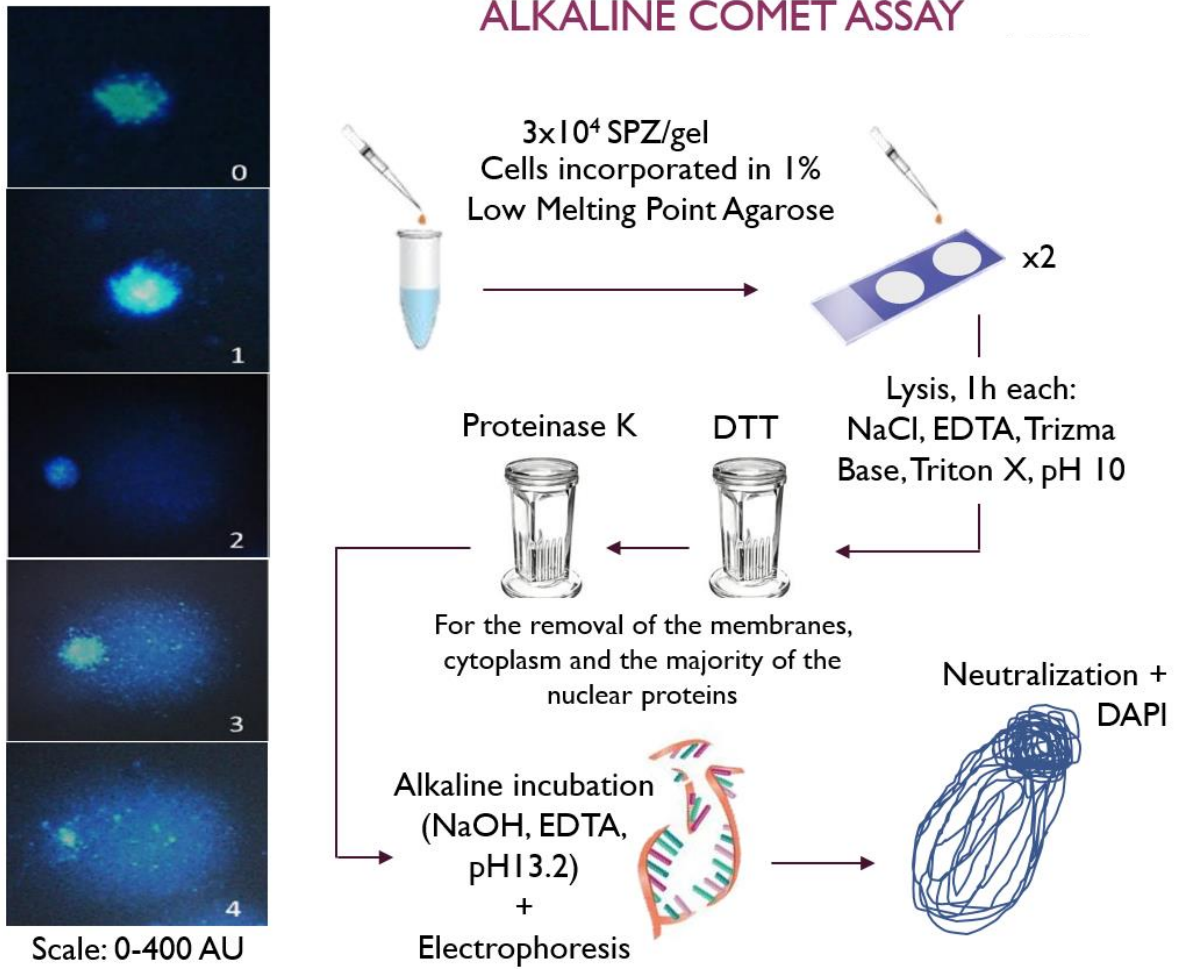 ALKALINE COMET ASSAY
0
1
2
3
4
Scale: 0-400 AU
3x10⁴ SPZ/gel
Cells incorporated in 1%
Low Melting Point Agarose
x2
Lysis, 1h each:
NaCl, EDTA, Trizma
Base, Triton X, pH 10
DTT
Proteinase K
For the removal of the membranes,
cytoplasm and the majority of the
nuclear proteins
Alkaline incubation
(NaOH, EDTA,
pH13.2)
+
Electrophoresis
Neutralization +
DAPI